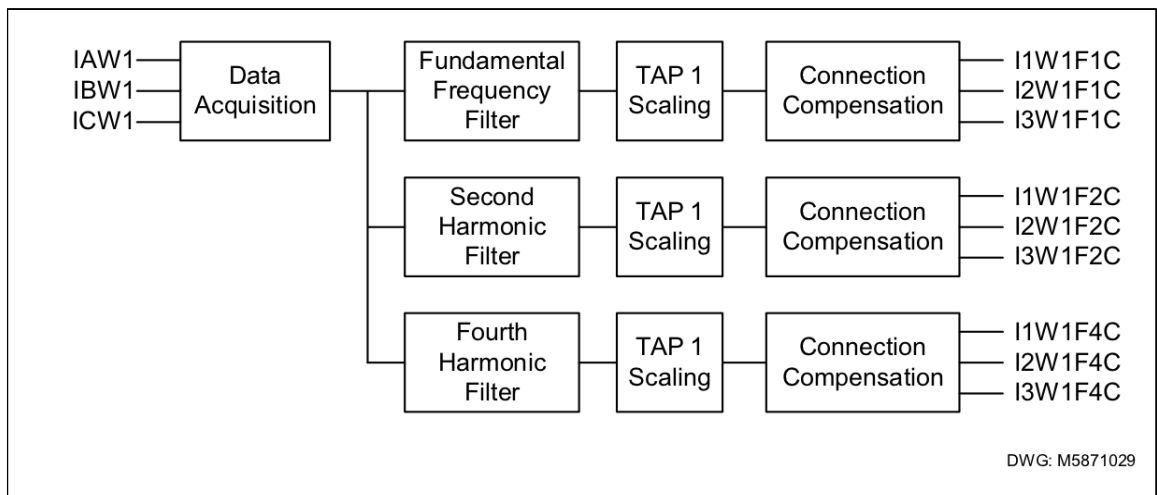 IAW1
IBW1
ICW1
Data
Acquisition
Fundamental
Frequency
Filter
TAP 1
Scaling
Connection
Compensation
I1W1F1C
I2W1F1C
I3W1F1C
Second
Harmonic
Filter
TAP 1
Scaling
Connection
Compensation
I1W1F2C
I2W1F2C
I3W1F2C
Fourth
Harmonic
Filter
TAP 1
Scaling
Connection
Compensation
I1W1F4C
I2W1F4C
I3W1F4C
DWG: M5871029